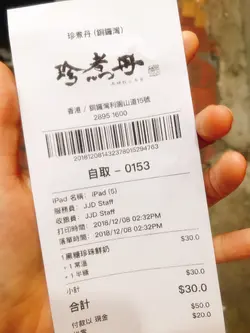 珍煮丹 (銅鑼灣)
珍煮丹
香港 / 銅鑼灣利園山道15號
2895 1600
20181208143237801529476​3
自取 - 0153
iPad 名稱: iPad (5)
服務員: JJD Staff
收銀員: JJD Staff
打印時間: 2018/12/08 02:32PM
落單時間: 2018/12/08 02:32PM
1黑糖珍珠鮮奶 $30.0
• 1 常溫
• 1 半糖
小計 $30.0
合計 $30.0
付款以 現金 $50.0
$20.0